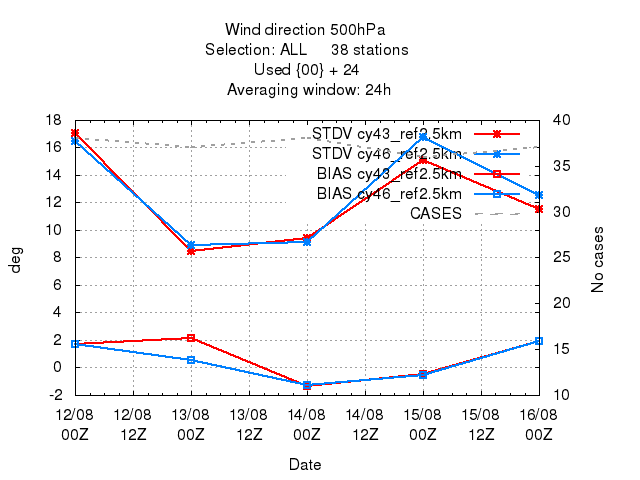 Wind direction 500hPa
Selection: ALL 38 stations
Used {00} + 24
Averaging window: 24h
18
16
14
12
10
8
6
4
2
0
-2
deg
40
35
30
25
20
15
10
No cases
STDV cy43_ref2.5km
STDV cy46_ref2.5km
BIAS cy43_ref2.5km
BIAS cy46_ref2.5km
CASES
12/08 12/08 13/08 13/08 14/08 14/08 15/08 15/08 16/08
00Z 12Z 00Z 12Z 00Z 12Z 00Z 12Z 00Z
Date